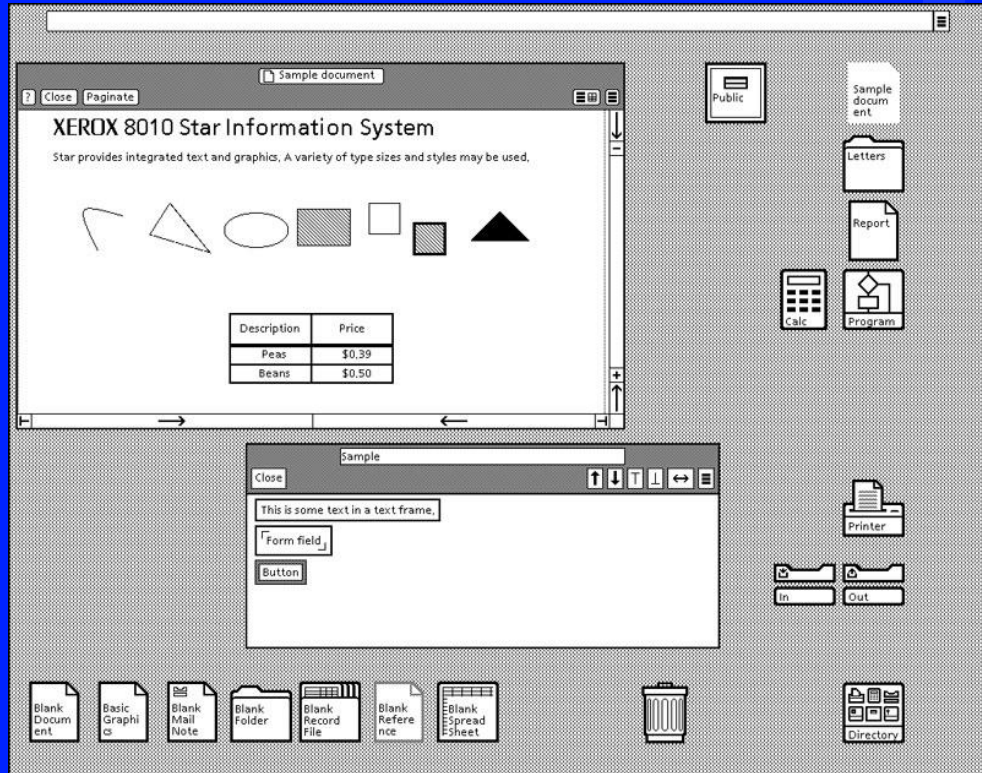 Sample document
? Close Paginate
XEROX 8010 Star Information System
Star provides integrated text and graphics. A variety of type sizes and styles may be used.
Description Price
Peas $0.39
Beans $0.50
Public
Sample
docum
ent
Letters
Report
Calc
Program
Sample
Close
This is some text in a text frame.
Form field
Button
Printer
In
Out
Blank
Docum
ent
Basic
Graphi
cs
Blank
Mail
Note
Blank
Folder
Blank
Record
File
Blank
Refere
nce
Blank
Spread
Sheet
Directory